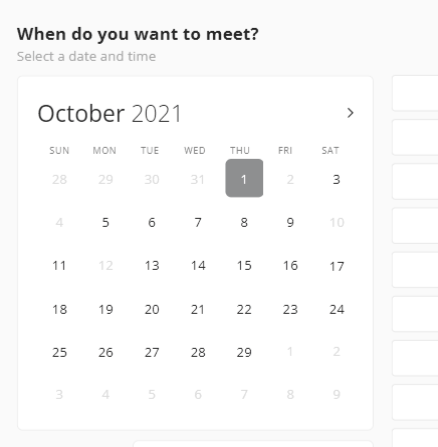 When do you want to meet?
Select a date and time
October 2021
SUN MON TUE WED THU FRI SAT
28 29 30 31 1 2 3
4 5 6 7 8 9 10
11 12 13 14 15 16 17
18 19 20 21 22 23 24
25 26 27 28 29 1 2
3 4 5 6 7 8 9